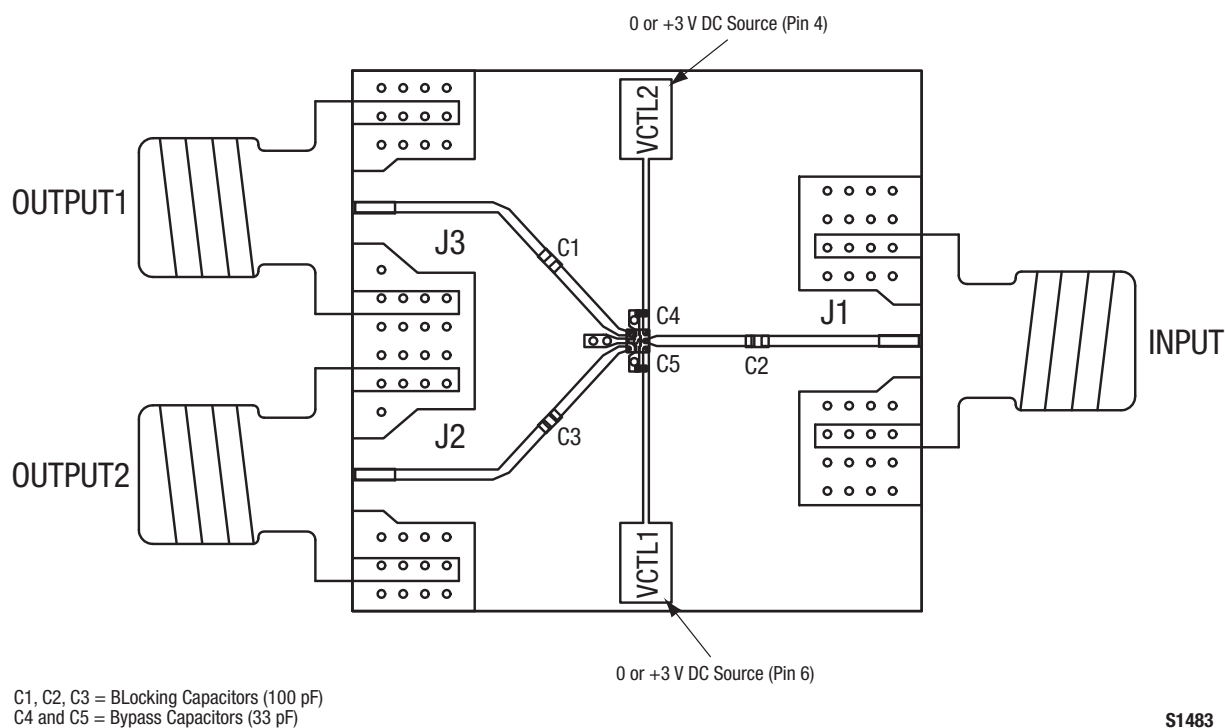 0 or +3 V DC Source (Pin 4)
VCTL2
OUTPUT1
J3
C1
C4
J1
INPUT
C5
C2
J2
C3
OUTPUT2
VCTL1
0 or +3 V DC Source (Pin 6)
C1, C2, C3 = BLocking Capacitors (100 pF)
C4 and C5 = Bypass Capacitors (33 pF)
S1483